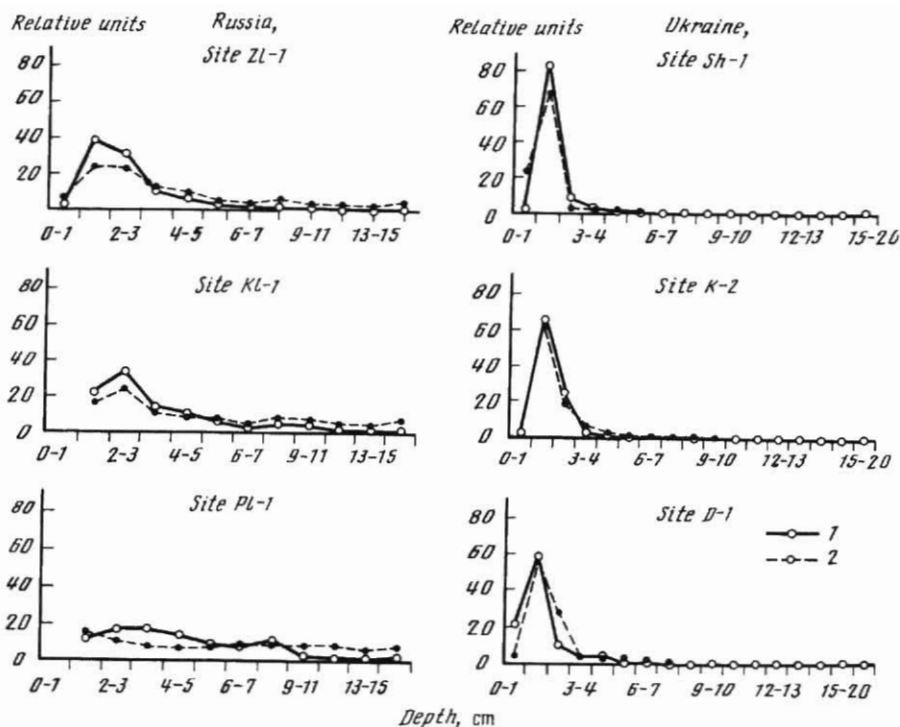 Relative units Russia,
Site ZL-1
80
60
40
20
0
0-1 2-3 4-5 6-7 9-11 13-15
Site KL-1
80
60
40
20
0
0-1 2-3 4-5 6-7 9-11 13-15
Site PL-1
80
60
40
20
0
0-1 2-3 4-5 6-7 9-11 13-15
Relative units Ukraine,
Site Sh-1
80
60
40
20
0
0-1 3-4 6-7 9-10 12-13 15-20
Site K-2
80
60
40
20
0
0-1 3-4 6-7 9-10 12-13 15-20
Site D-1
1
2
80
60
40
20
0
0-1 3-4 6-7 9-10 12-13 15-20
Depth, cm